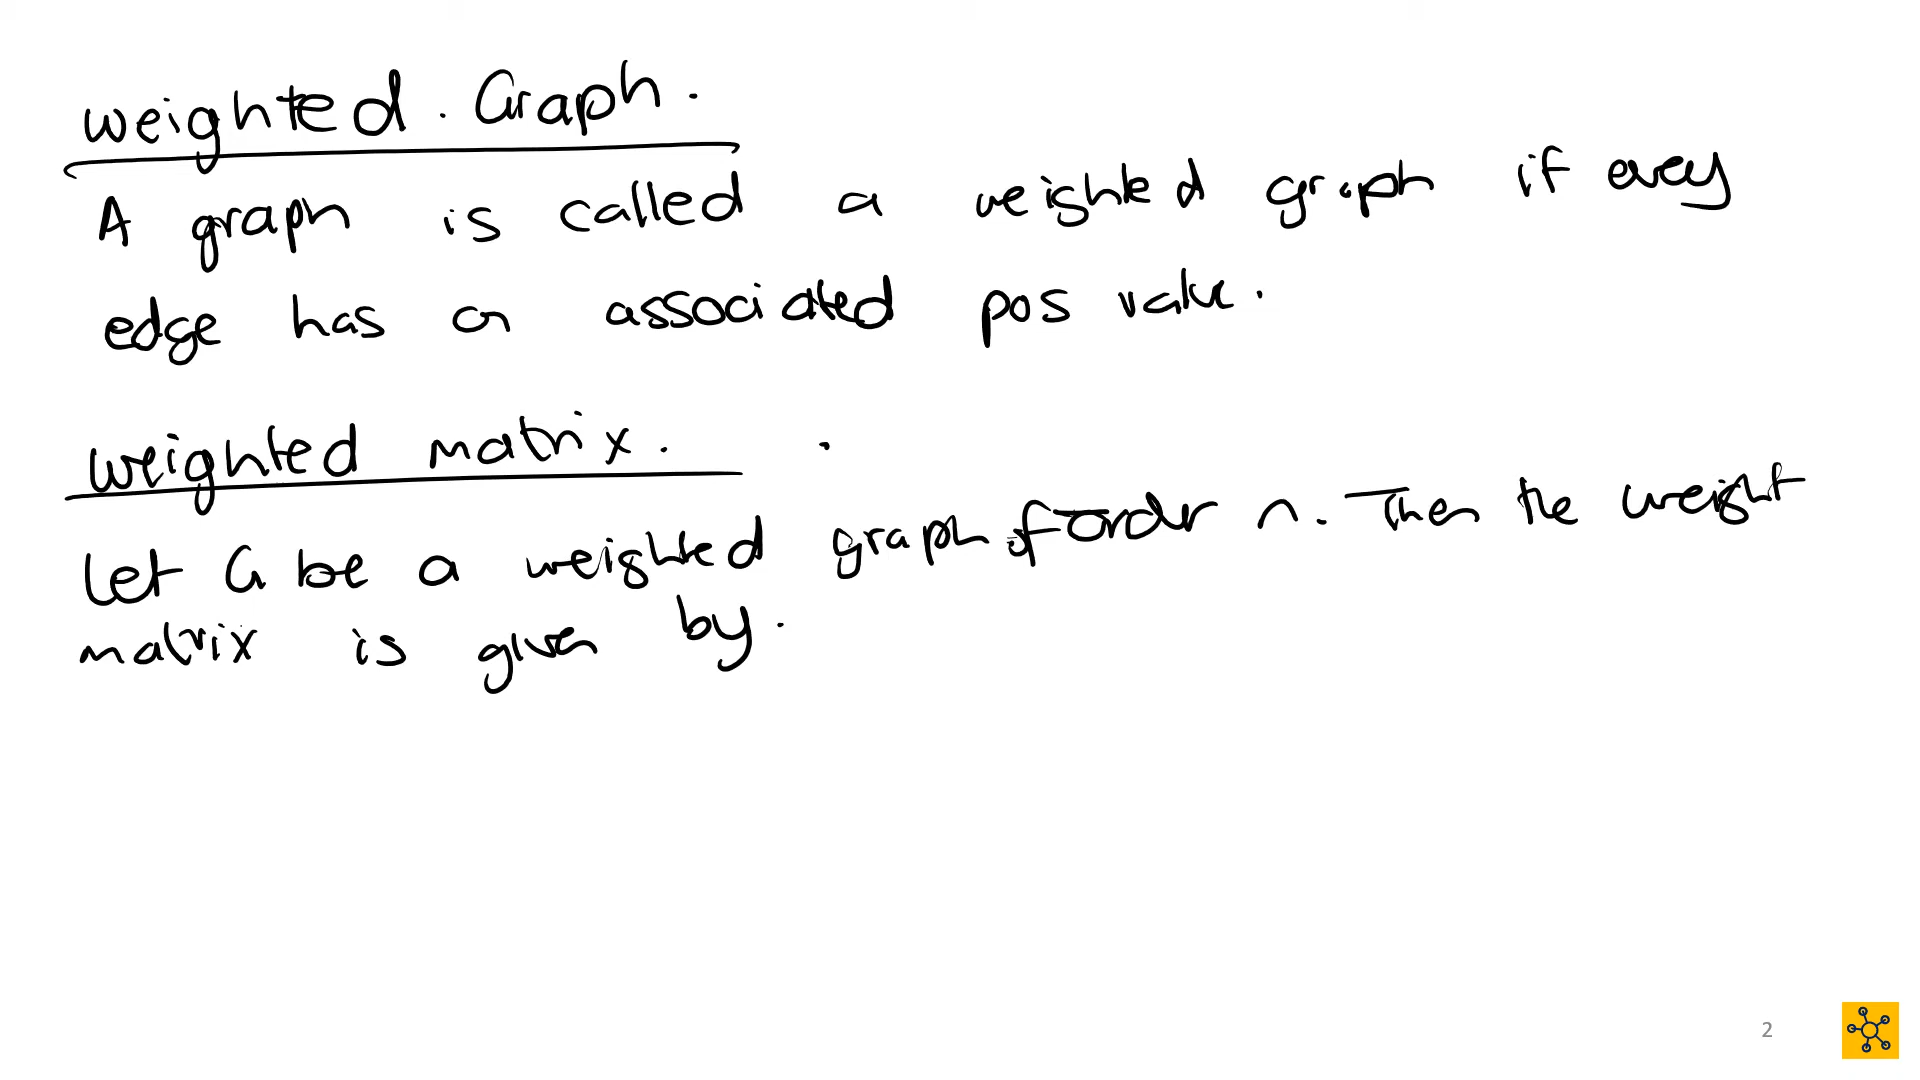 weighted. Graph.
A graph is called a weighted graph if every
edge has an associated pos value.
weighted matrix.
Let G be a weighted graph of order n. Then the weight
matrix is given by.
2